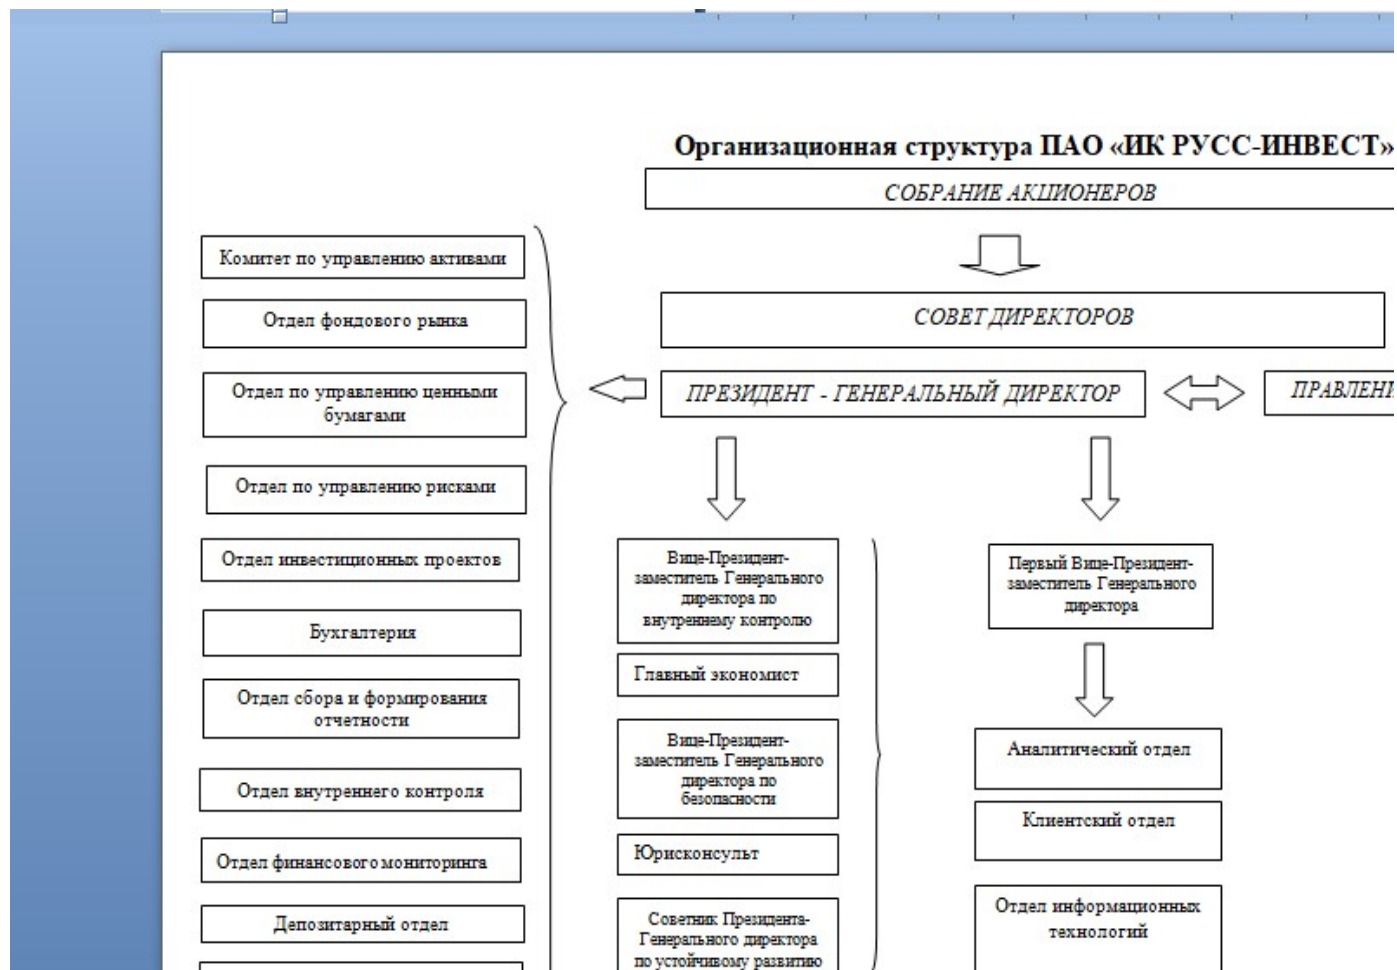 Организационная структура ПАО «ИК РУСС-ИНВЕСТ»
СОБРАНИЕ АКЦИОНЕРОВ
СОВЕТ ДИРЕКТОРОВ
ПРЕЗИДЕНТ - ГЕНЕРАЛЬНЫЙ ДИРЕКТОР
ПРАВЛЕНИ
Комитет по управлению активами
Отдел фондового рынка
Отдел по управлению ценными
бумагами
Отдел по управлению рисками
Отдел инвестиционных проектов
Бухгалтерия
Отдел сбора и формирования
отчетности
Отдел внутреннего контроля
Отдел финансового мониторинга
Депозитарный отдел
Вице-Президент-
заместитель Генерального
директора по
внутреннему контролю
Главный экономист
Вице-Президент-
заместитель Генерального
директора по
безопасности
Юрисконсульт
Советник Президента-
Генерального директора
по устойчивому развитию
Первый Вице-Президент-
заместитель Генерального
директора
Аналитический отдел
Клиентский отдел
Отдел информационных
технологий